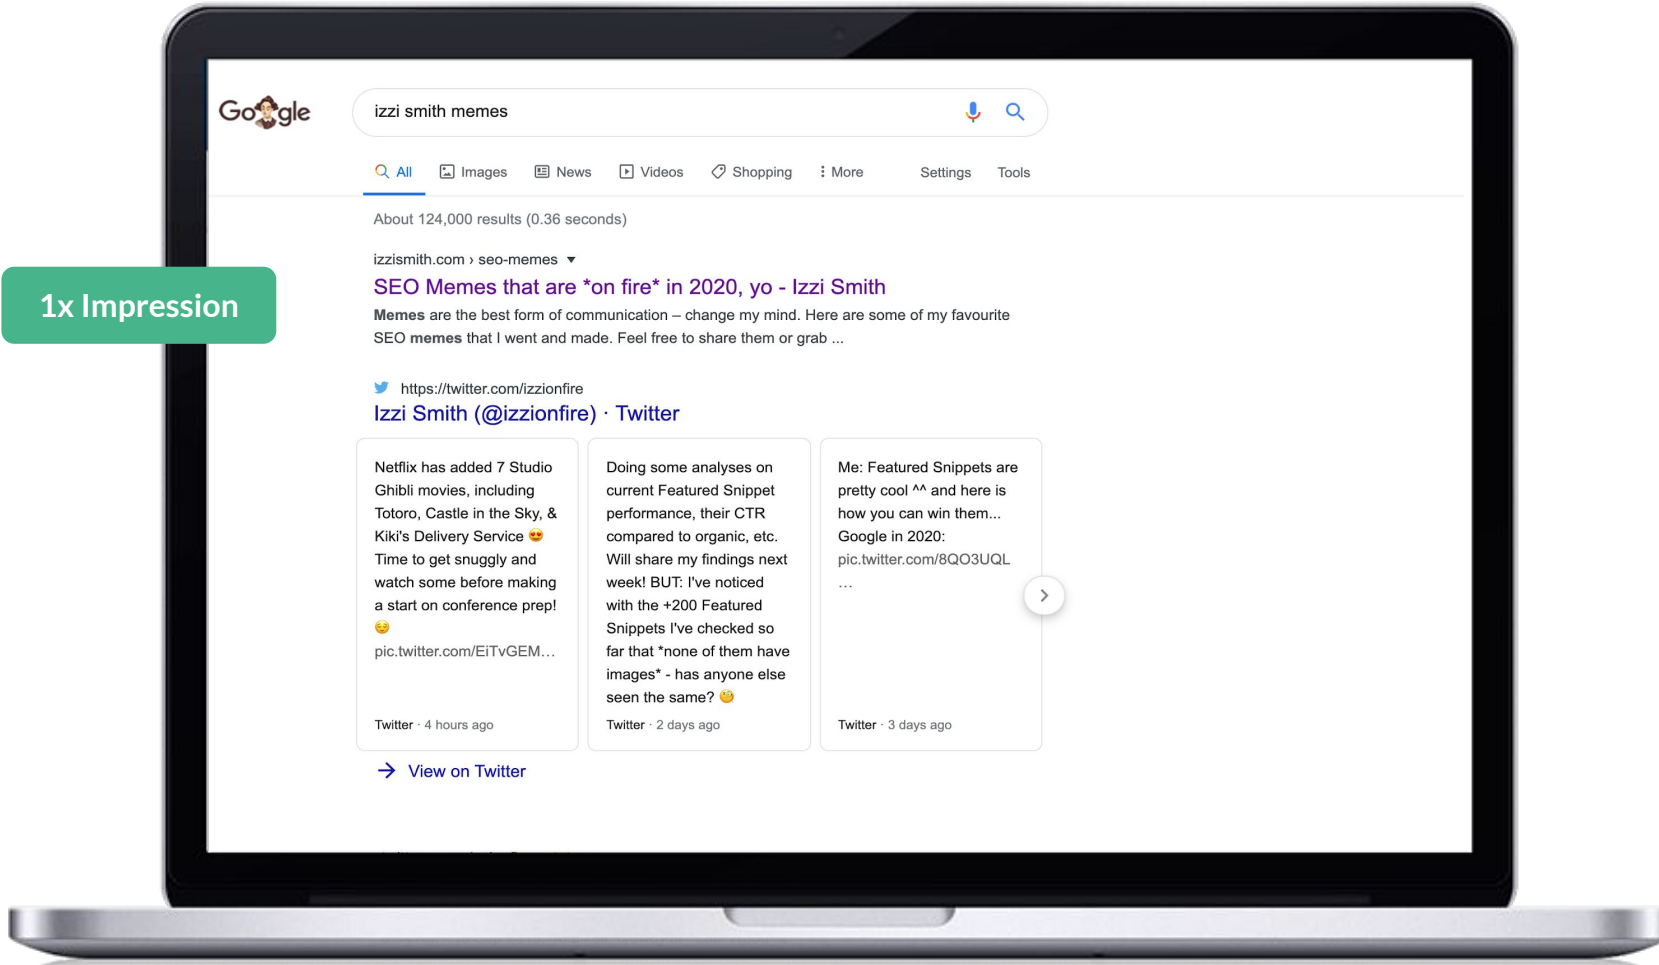 Google
izzi smith memes
All
Images
News
Videos
Shopping
More
Settings
Tools
About 124,000 results (0.36 seconds)
izzismith.com › seo-memes
1x Impression
SEO Memes that are *on fire* in 2020, yo - Izzi Smith
Memes are the best form of communication – change my mind. Here are some of my favourite
SEO memes that I went and made. Feel free to share them or grab ...
https://twitter.com/izzionfire
Izzi Smith (@izzionfire) · Twitter
Netflix has added 7 Studio
Ghibli movies, including
Totoro, Castle in the Sky, &
Kiki's Delivery Service 😍
Time to get snuggly and
watch some before making
a start on conference prep!
☺️
pic.twitter.com/EiTvGEM…
Twitter · 4 hours ago
Doing some analyses on
current Featured Snippet
performance, their CTR
compared to organic, etc.
Will share my findings next
week! BUT: I've noticed
with the +200 Featured
Snippets I've checked so
far that *none of them have
images* - has anyone else
seen the same? 🧐
Twitter · 2 days ago
Me: Featured Snippets are
pretty cool ^^ and here is
how you can win them...
Google in 2020:
pic.twitter.com/8QO3UQL
…
Twitter · 3 days ago
View on Twitter